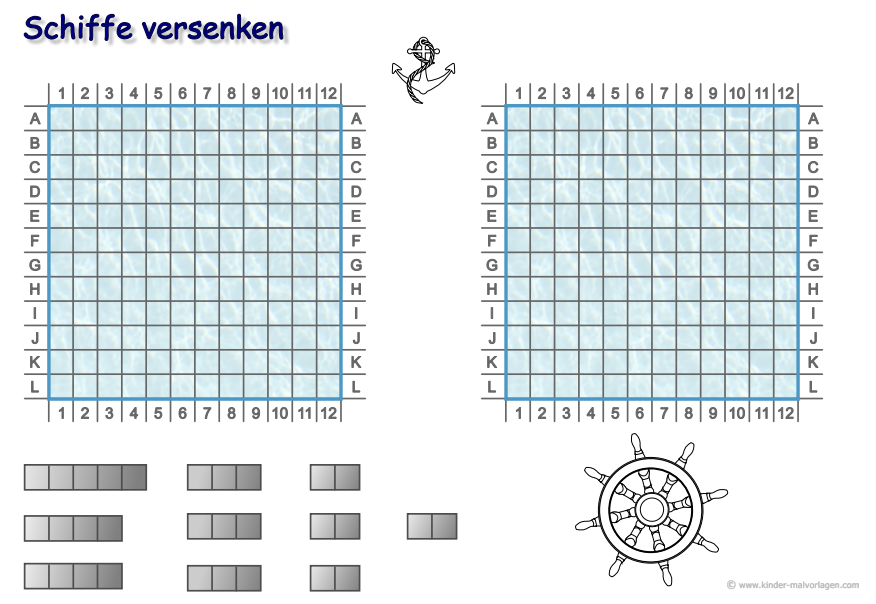 Schiffe versenken
1 2 3 4 5 6 7 8 9 10 11 12 1 2 3 4 5 6 7 8 9 10 11 12
A A A A
B B B B
C C C C
D D D D
E E E E
F F F F
G G G G
H H H H
I I I I
J J J J
K K K K
L L L L
1 2 3 4 5 6 7 8 9 10 11 12 1 2 3 4 5 6 7 8 9 10 11 12
© www.kinder-malvorlagen.com